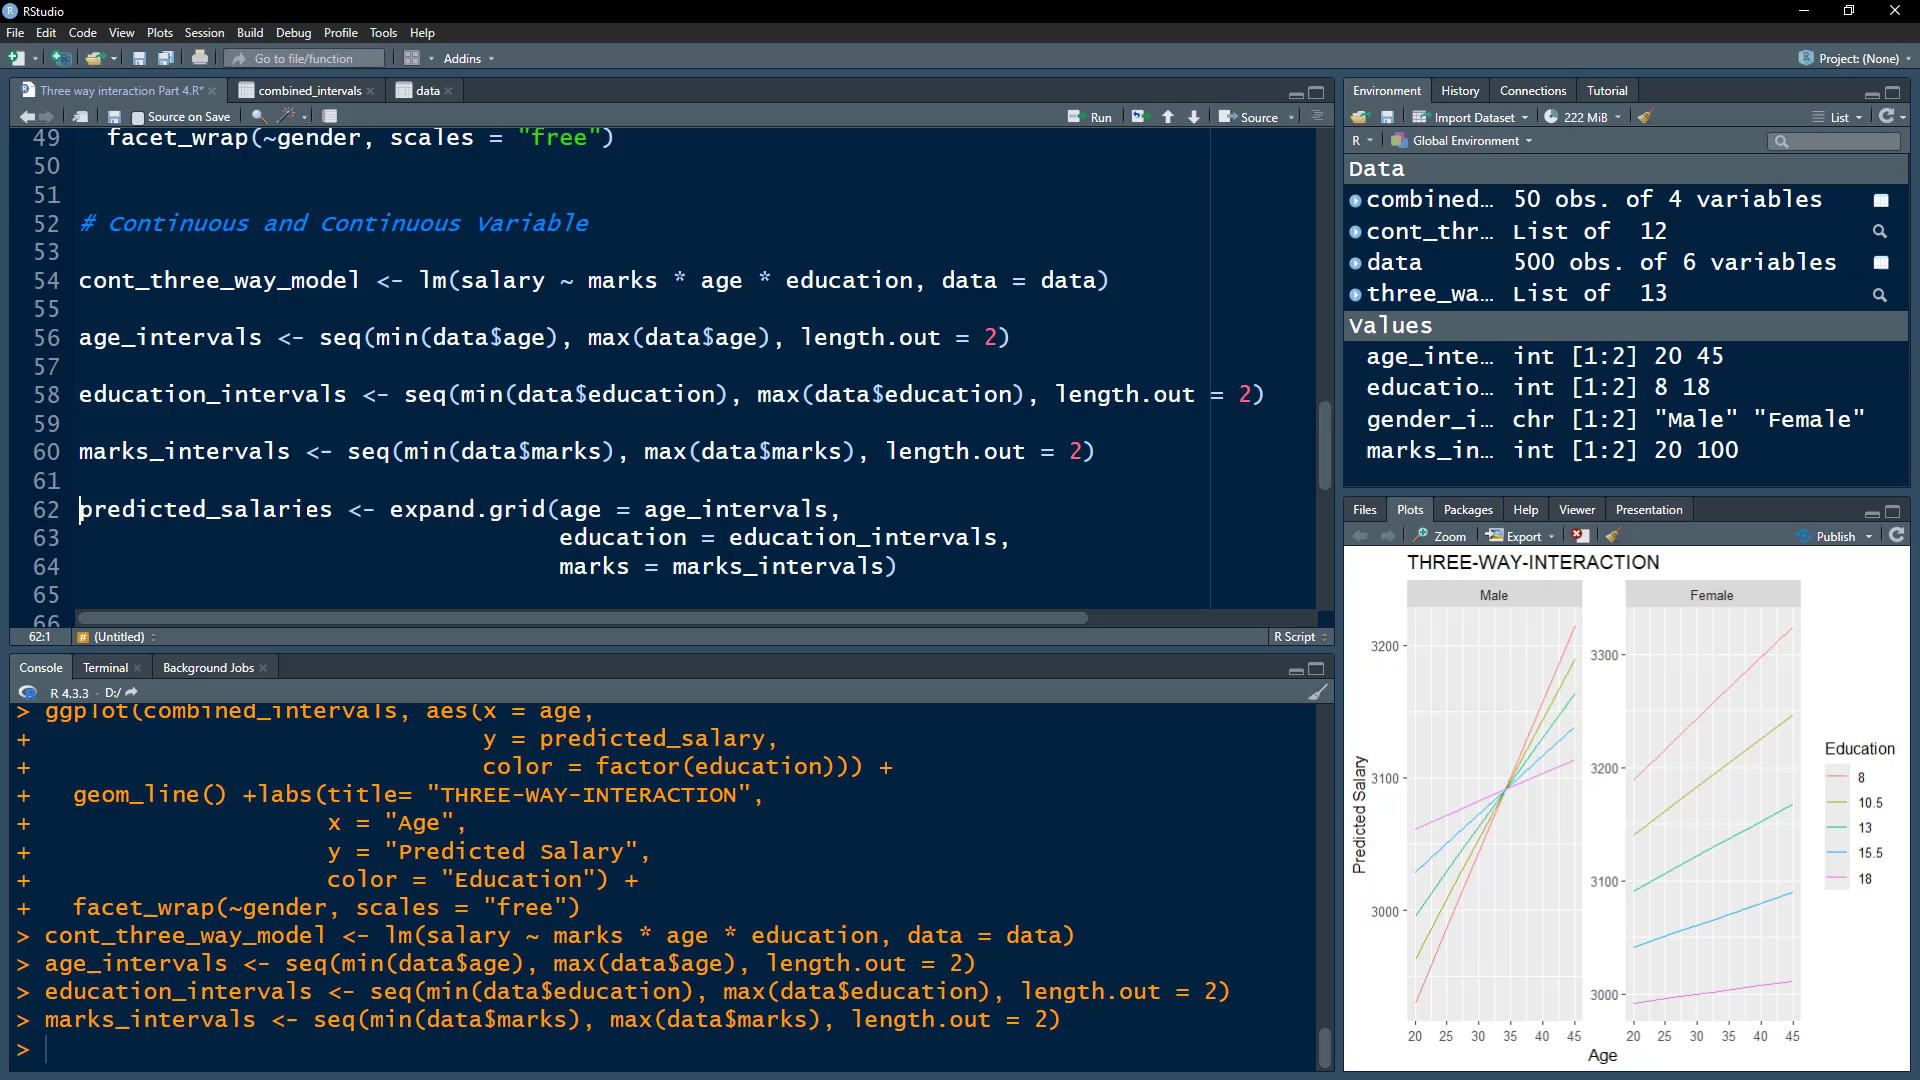 RStudio
File Edit Code View Plots Session Build Debug Profile Tools Help
Go to file/function Addins Project: (None)
Three way interaction Part 4.R* combined_intervals data
Source on Save Run Source
49 facet_wrap(~gender, scales = "free")
50
51
52 # Continuous and Continuous Variable
53
54 cont_three_way_model <- lm(salary ~ marks * age * education, data = data)
55
56 age_intervals <- seq(min(data$age), max(data$age), length.out = 2)
57
58 education_intervals <- seq(min(data$education), max(data$education), length.out = 2)
59
60 marks_intervals <- seq(min(data$marks), max(data$marks), length.out = 2)
61
62 predicted_salaries <- expand.grid(age = age_intervals,
63 education = education_intervals,
64 marks = marks_intervals)
65
66
62:1 # (Untitled) R Script
Console Terminal Background Jobs
R 4.3.3 · D:/
> ggplot(combined_intervals, aes(x = age,
+ y = predicted_salary,
+ color = factor(education))) +
+ geom_line() +labs(title= "THREE-WAY-INTERACTION",
+ x = "Age",
+ y = "Predicted Salary",
+ color = "Education") +
+ facet_wrap(~gender, scales = "free")
> cont_three_way_model <- lm(salary ~ marks * age * education, data = data)
> age_intervals <- seq(min(data$age), max(data$age), length.out = 2)
> education_intervals <- seq(min(data$education), max(data$education), length.out = 2)
> marks_intervals <- seq(min(data$marks), max(data$marks), length.out = 2)
>
Environment History Connections Tutorial
Import Dataset 222 MiB List
R Global Environment
Data
combined… 50 obs. of 4 variables
cont_thr… List of 12
data 500 obs. of 6 variables
three_wa… List of 13
Values
age_inte… int [1:2] 20 45
educatio… int [1:2] 8 18
gender_i… chr [1:2] "Male" "Female"
marks_in… int [1:2] 20 100
Files Plots Packages Help Viewer Presentation
Zoom Export Publish
THREE-WAY-INTERACTION
Male Female
3200
3100
3000
3300
3200
3100
3000
Predicted Salary
20 25 30 35 40 45 20 25 30 35 40 45
Age
Education
8
10.5
13
15.5
18